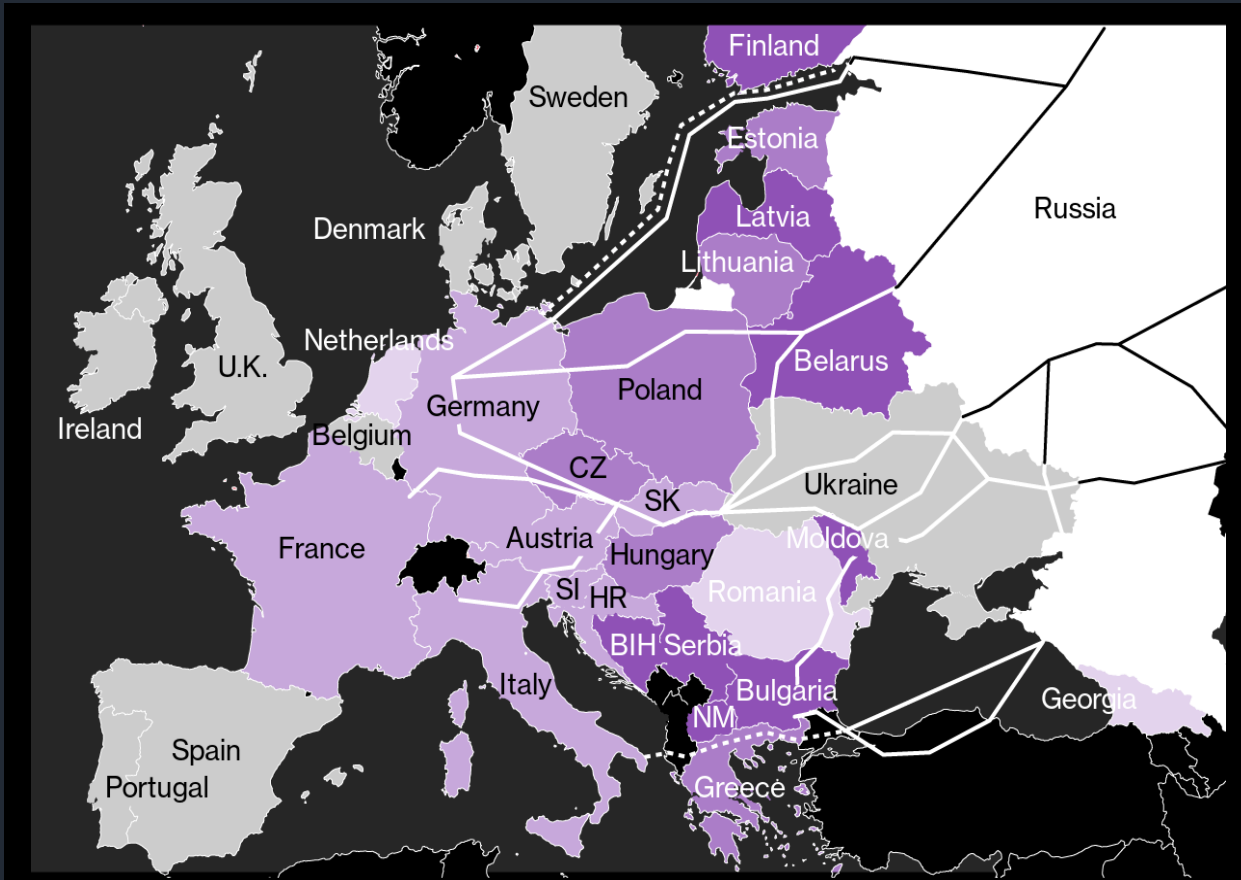 Finland
Sweden
Estonia
Russia
Latvia
Denmark
Lithuania
Netherlands
U.K.
Belarus
Poland
Germany
Ireland
Belgium
CZ
Ukraine
SK
France
Austria
Moldova
Hungary
SI
HR
Romania
BIH
Serbia
Italy
Bulgaria
Georgia
NM
Spain
Portugal
Greece